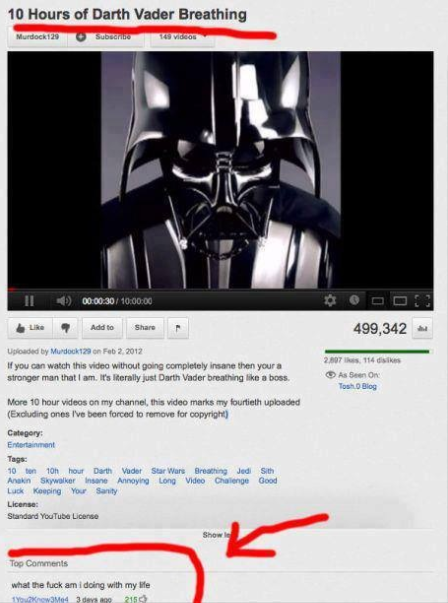 10 Hours of Darth Vader Breathing
Murdock129 Subscribe 149 videos
00:00:30 / 10:00:00
Like Add to Share 499,342
Uploaded by Murdock129 on Feb 2, 2012
2,897 likes, 114 dislikes
If you can watch this video without going completely insane then your
stronger man that I am. It's literally just Darth Vader breathing like a boss.
As Seen On:
Tosh.0 Blog
More 10 hour videos on my channel, this video marks my fourtieth uploaded
(Excluding ones I've been forced to remove for copyright)
Category:
Entertainment
Tags:
10 ten 10h hour Darth Vader Star Wars Breathing Jedi Sith
Anakin Skywalker Insane Annoying Long Video Challenge Good
Luck Keeping Your Sanity
License:
Standard YouTube License
Show
Top Comments
what the fuck am i doing with my life
1You2Know3Me4 3 days ago 215